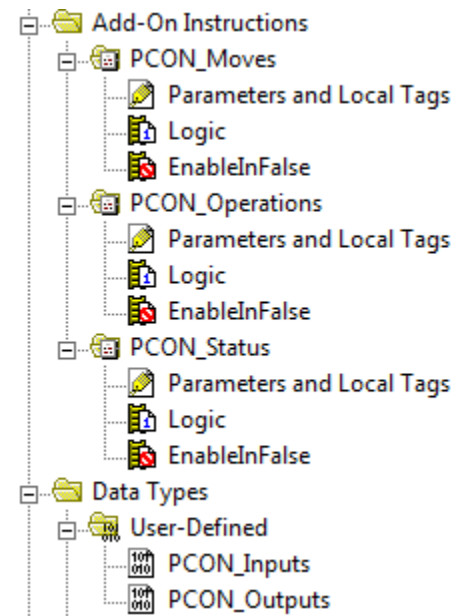 Add-On Instructions
PCON_Moves
Parameters and Local Tags
Logic
EnableInFalse
PCON_Operations
Parameters and Local Tags
Logic
EnableInFalse
PCON_Status
Parameters and Local Tags
Logic
EnableInFalse
Data Types
User-Defined
PCON_Inputs
PCON_Outputs